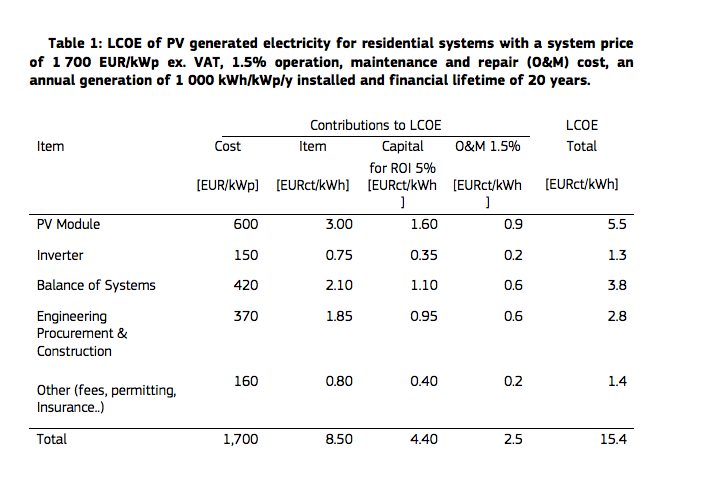 Table 1: LCOE of PV generated electricity for residential systems with a system price
of 1 700 EUR/kWp ex. VAT, 1.5% operation, maintenance and repair (O&M) cost, an
annual generation of 1 000 kWh/kWp/y installed and financial lifetime of 20 years.
Contributions to LCOE LCOE
Item Cost Item Capital O&M 1.5% Total
for ROI 5%
[EUR/kWp] [EURct/kWh] [EURct/kWh [EURct/kWh [EURct/kWh]
] ]
PV Module 600 3.00 1.60 0.9 5.5
Inverter 150 0.75 0.35 0.2 1.3
Balance of Systems 420 2.10 1.10 0.6 3.8
Engineering 370 1.85 0.95 0.6 2.8
Procurement &
Construction
160 0.80 0.40 0.2 1.4
Other (fees, permitting,
Insurance..)
Total 1,700 8.50 4.40 2.5 15.4